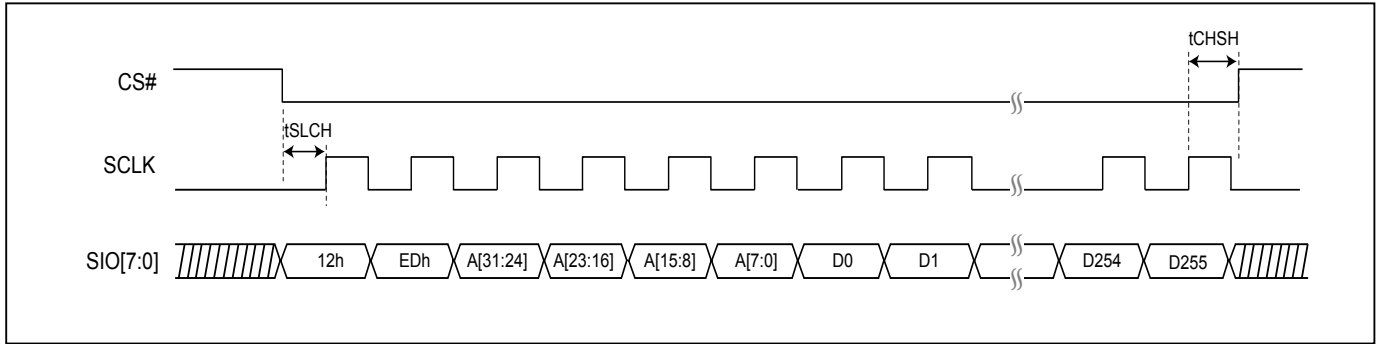 tCHSH
CS#
tSLCH
SCLK
SIO[7:0] 12h EDh A[31:24] A[23:16] A[15:8] A[7:0] D0 D1 D254 D255